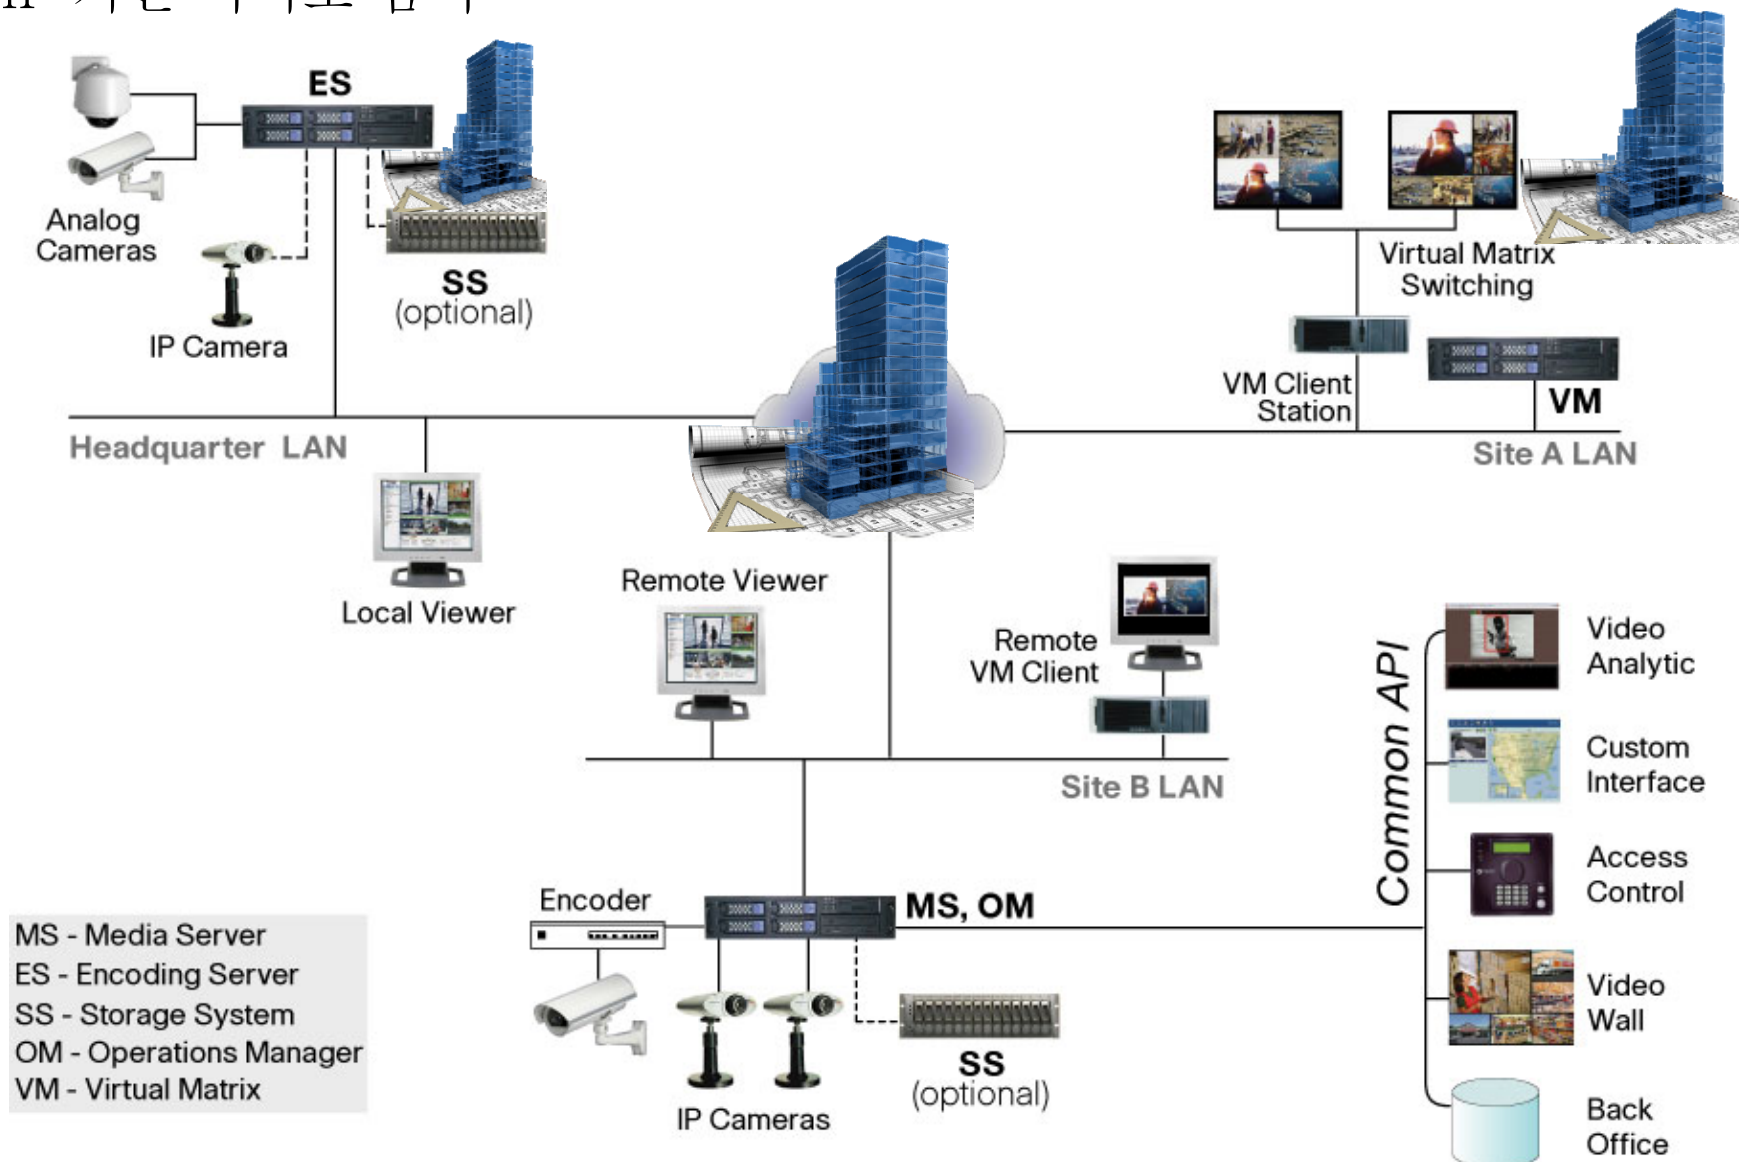 ES
Analog
Cameras
SS
(optional)
IP Camera
Virtual Matrix
Switching
VM Client
Station
VM
Headquarter LAN
Site A LAN
Local Viewer
Remote Viewer
Remote
VM Client
Site B LAN
Common API
Video
Analytic
Custom
Interface
Access
Control
Video
Wall
Back
Office
Encoder
MS, OM
SS
(optional)
IP Cameras
MS - Media Server
ES - Encoding Server
SS - Storage System
OM - Operations Manager
VM - Virtual Matrix